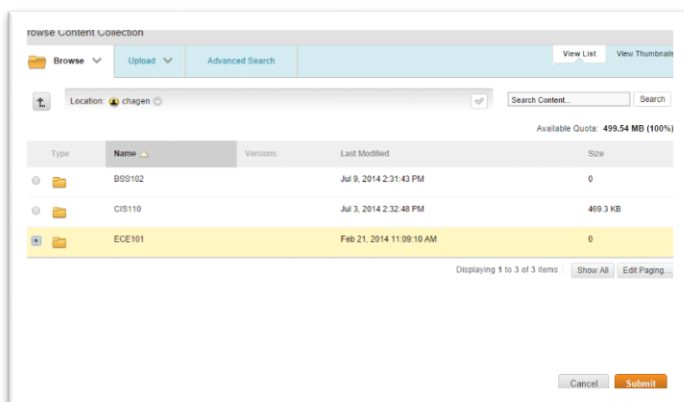 rowse Content Collection
Browse Upload Advanced Search View List View Thumbnails
Location: chagen Search Content... Search
Available Quota: 499.54 MB (100%)
Type Name Versions Last Modified Size
BSS102 Jul 9, 2014 2:31:43 PM 0
CIS110 Jul 3, 2014 2:32:48 PM 469.3 KB
ECE101 Feb 21, 2014 11:09:10 AM 0
Displaying 1 to 3 of 3 items Show All Edit Paging...
Cancel Submit